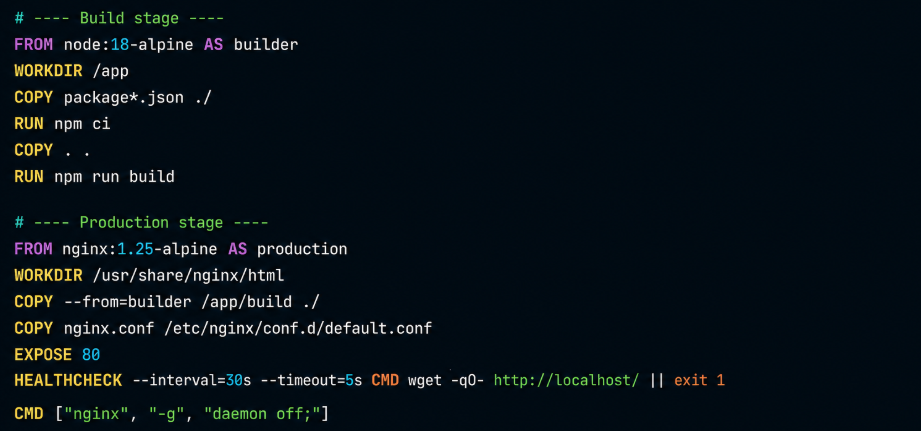 # ---- Build stage ----
FROM node:18-alpine AS builder
WORKDIR /app
COPY package*.json ./
RUN npm ci
COPY . .
RUN npm run build
# ---- Production stage ----
FROM nginx:1.25-alpine AS production
WORKDIR /usr/share/nginx/html
COPY --from=builder /app/build ./
COPY nginx.conf /etc/nginx/conf.d/default.conf
EXPOSE 80
HEALTHCHECK --interval=30s --timeout=5s CMD wget -qO- http://localhost/ || exit 1
CMD ["nginx", "-g", "daemon off;"]